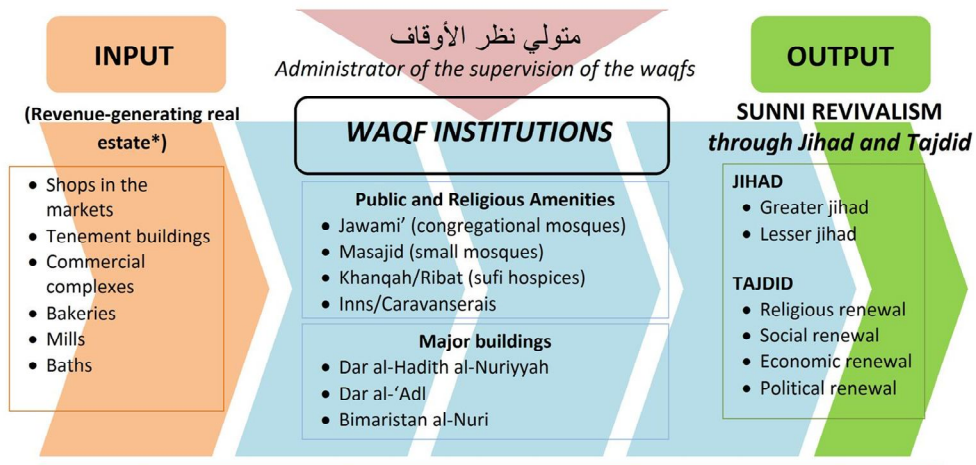 INPUT
(Revenue-generating real
estate*)
• Shops in the
markets
• Tenement buildings
• Commercial
complexes
• Bakeries
• Mills
• Baths
متولي نظر الأوقاف
Administrator of the supervision of the waqfs
WAQF INSTITUTIONS
Public and Religious Amenities
• Jawami’ (congregational mosques)
• Masajid (small mosques)
• Khanqah/Ribat (sufi hospices)
• Inns/Caravanserais
Major buildings
• Dar al-Hadith al-Nuriyyah
• Dar al-‘Adl
• Bimaristan al-Nuri
OUTPUT
SUNNI REVIVALISM
through Jihad and Tajdid
JIHAD
• Greater jihad
• Lesser jihad
TAJDID
• Religious renewal
• Social renewal
• Economic renewal
• Political renewal